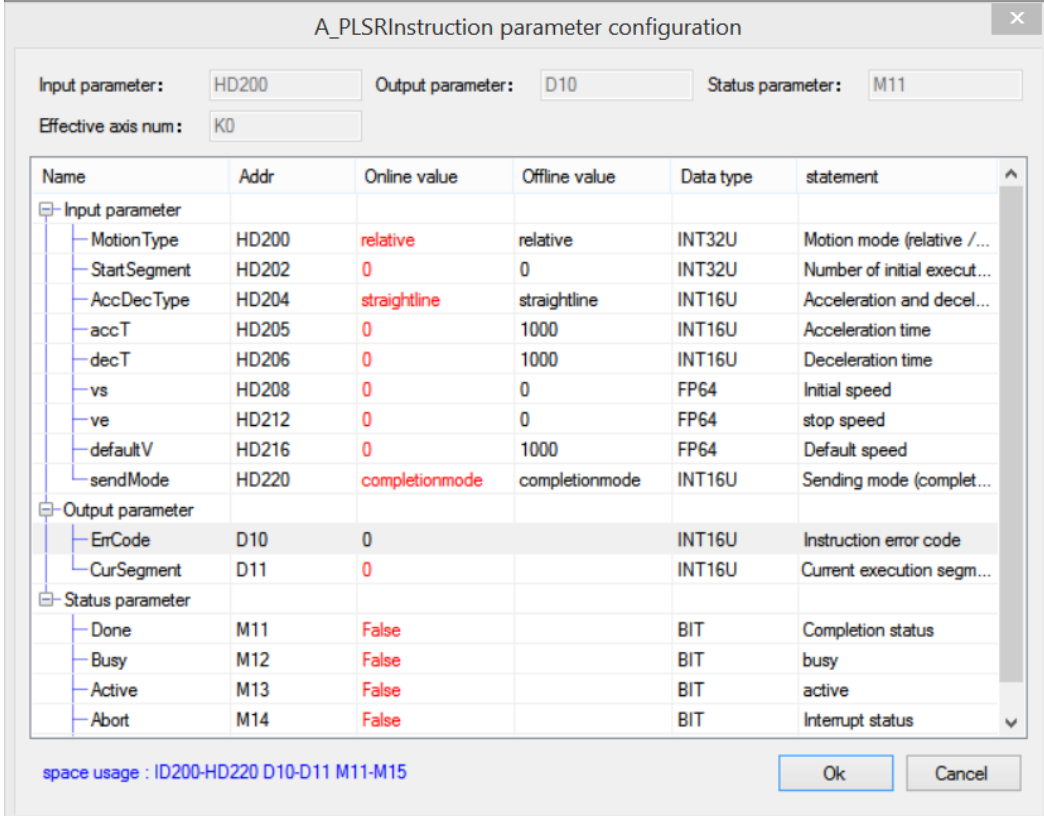 A_PLSRInstruction parameter configuration
Input parameter: HD200 Output parameter: D10 Status parameter: M11
Effective axis num: K0
Name Addr Online value Offline value Data type statement
Input parameter
MotionType HD200 relative relative INT32U Motion mode (relative /...
StartSegment HD202 0 0 INT32U Number of initial execut...
AccDecType HD204 straightline straightline INT16U Acceleration and decel...
accT HD205 0 1000 INT16U Acceleration time
decT HD206 0 1000 INT16U Deceleration time
vs HD208 0 0 FP64 Initial speed
ve HD212 0 0 FP64 stop speed
defaultV HD216 0 1000 FP64 Default speed
sendMode HD220 completionmode completionmode INT16U Sending mode (complet...
Output parameter
ErrCode D10 0 INT16U Instruction error code
CurSegment D11 0 INT16U Current execution segm...
Status parameter
Done M11 False BIT Completion status
Busy M12 False BIT busy
Active M13 False BIT active
Abort M14 False BIT Interrupt status
space usage : ID200-HD220 D10-D11 M11-M15
Ok Cancel